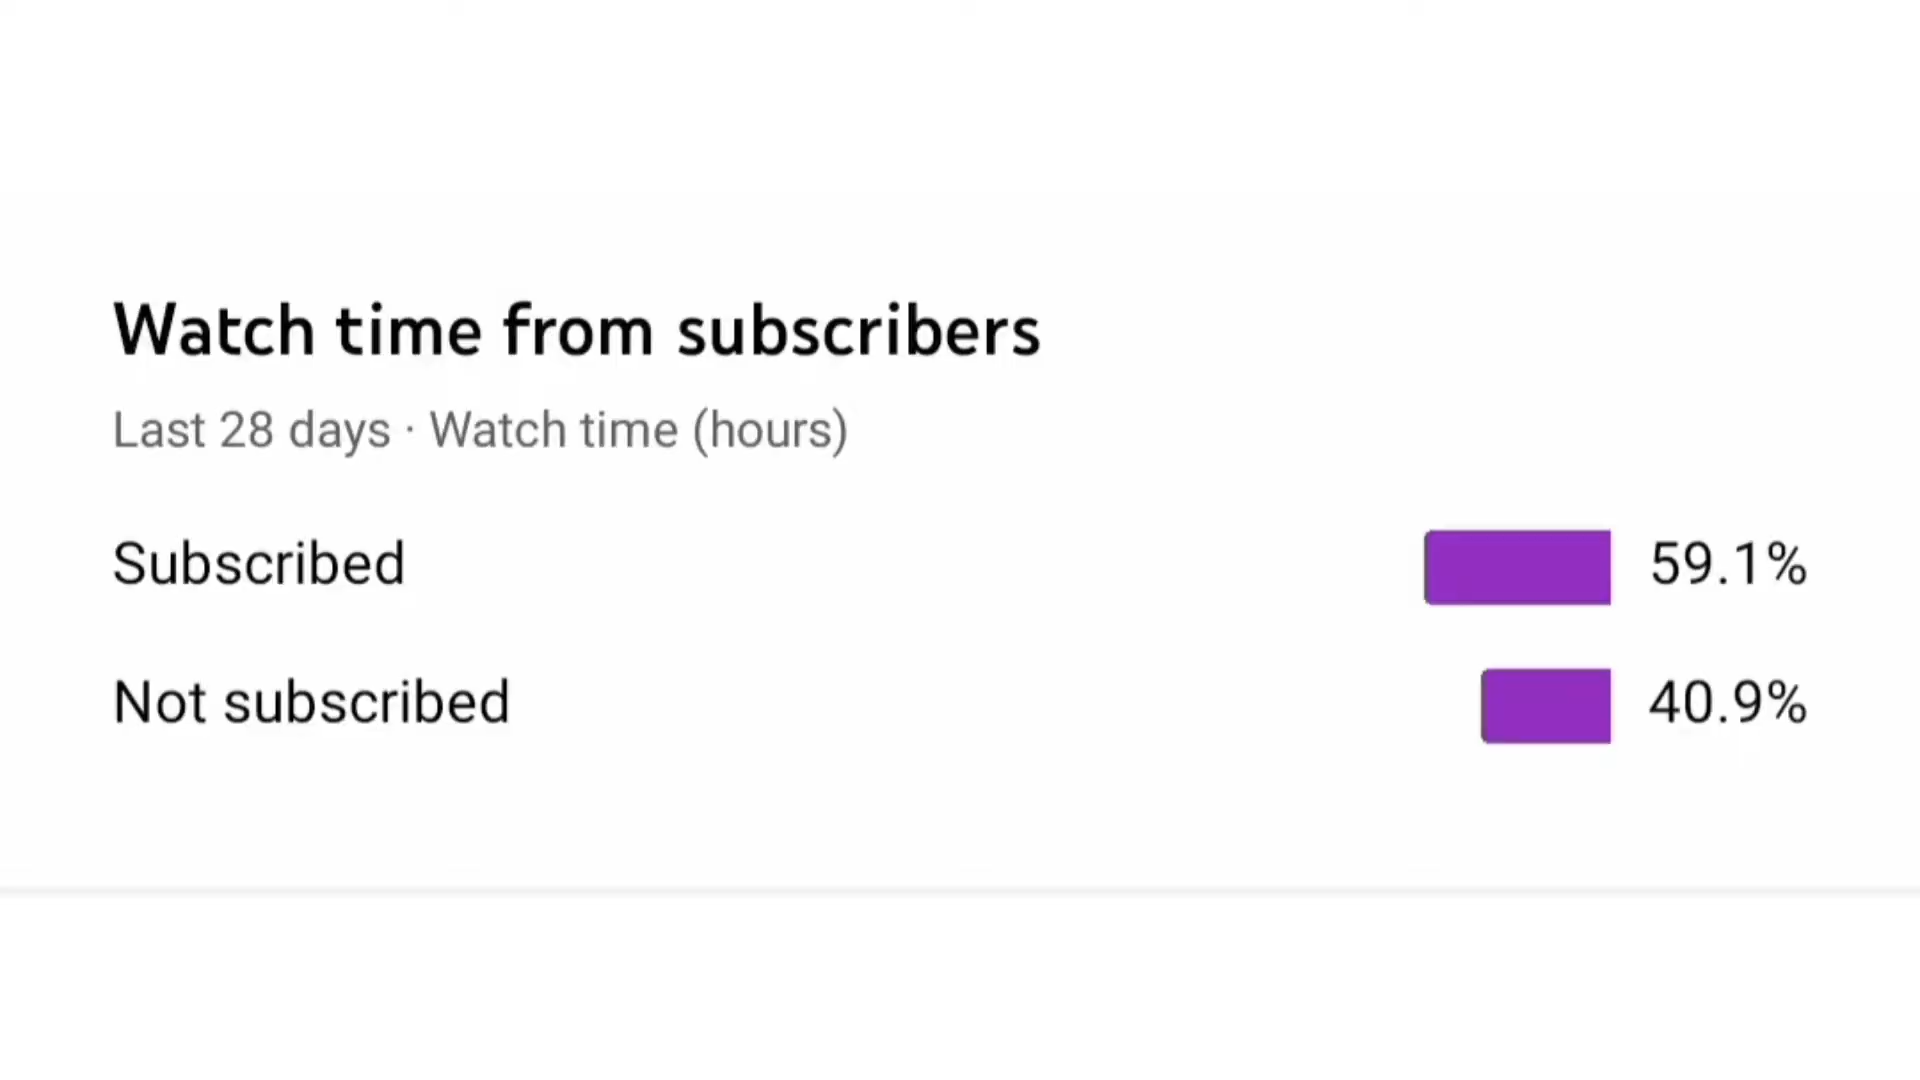 Watch time from subscribers
Last 28 days · Watch time (hours)
Subscribed 59.1%
Not subscribed 40.9%